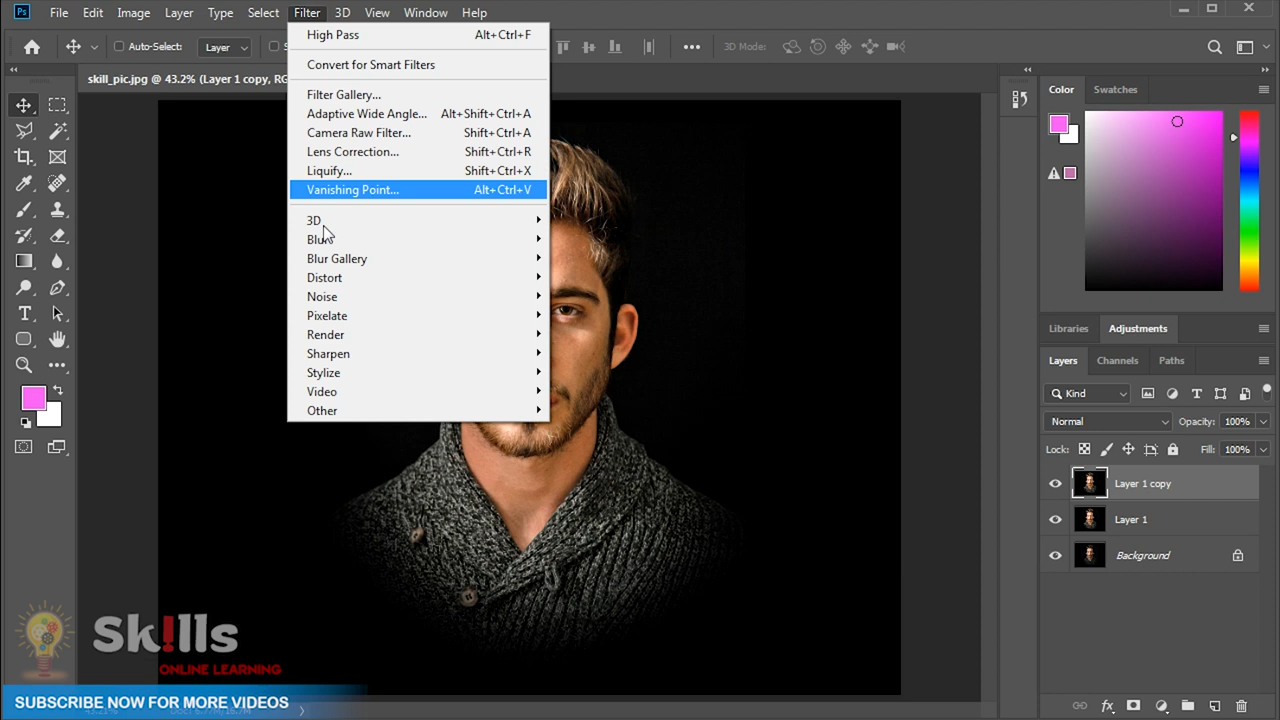 Ps File Edit Image Layer Type Select Filter 3D View Window Help
Auto-Select: Layer
3D Mode:
skill_pic.jpg @ 43.2% (Layer 1 copy, RG
High Pass Alt+Ctrl+F
Convert for Smart Filters
Filter Gallery...
Adaptive Wide Angle... Alt+Shift+Ctrl+A
Camera Raw Filter... Shift+Ctrl+A
Lens Correction... Shift+Ctrl+R
Liquify... Shift+Ctrl+X
Vanishing Point... Alt+Ctrl+V
3D
Blur
Blur Gallery
Distort
Noise
Pixelate
Render
Sharpen
Stylize
Video
Other
Color Swatches
Libraries Adjustments
Layers Channels Paths
Kind
Normal Opacity: 100%
Lock: Fill: 100%
Layer 1 copy
Layer 1
Background
Sk!lls
ONLINE LEARNING
SUBSCRIBE NOW FOR MORE VIDEOS